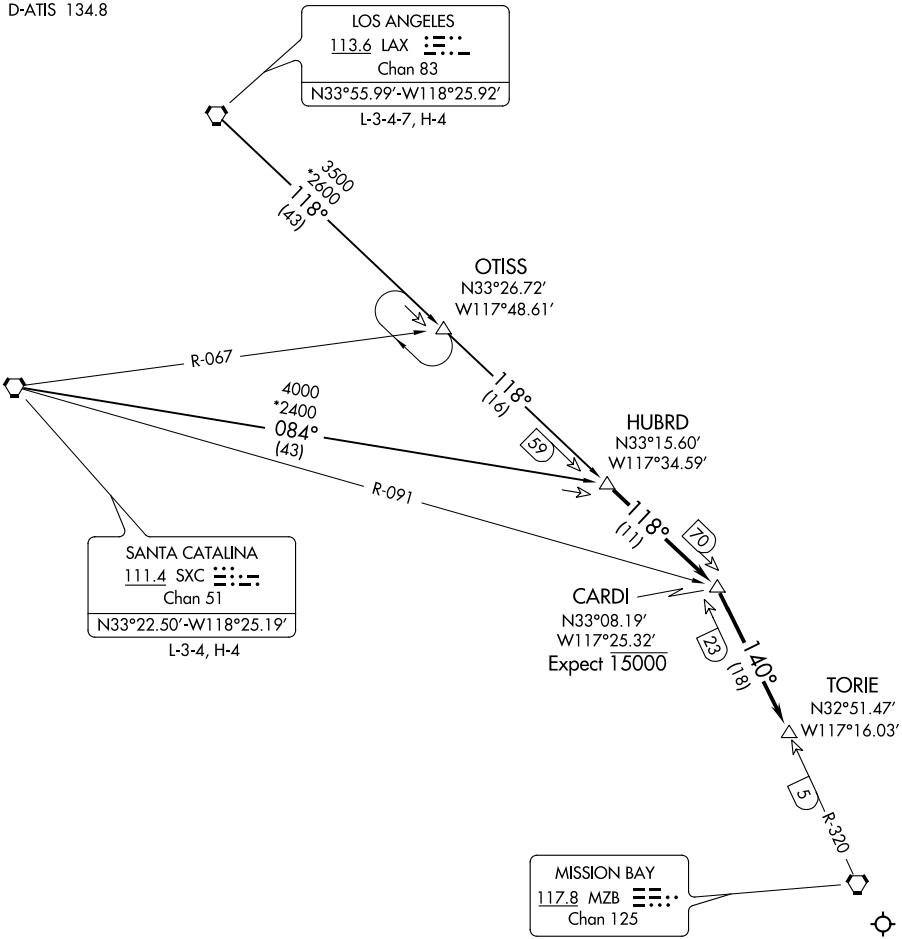 D-ATIS 134.8
LOS ANGELES
113.6 LAX
Chan 83
N33°55.99′-W118°25.92′
L-3-4-7, H-4
3500
*2600
118°
(43)
OTISS
N33°26.72′
W117°48.61′
R-067
118°
(16)
4000
*2400
084°
(43)
HUBRD
N33°15.60′
W117°34.59′
59
R-091
118°
(11)
70
SANTA CATALINA
111.4 SXC
Chan 51
N33°22.50′-W118°25.19′
L-3-4, H-4
CARDI
N33°08.19′
W117°25.32′
Expect 15000
23
140°
(18)
TORIE
N32°51.47′
W117°16.03′
5
R-320
MISSION BAY
117.8 MZB
Chan 125